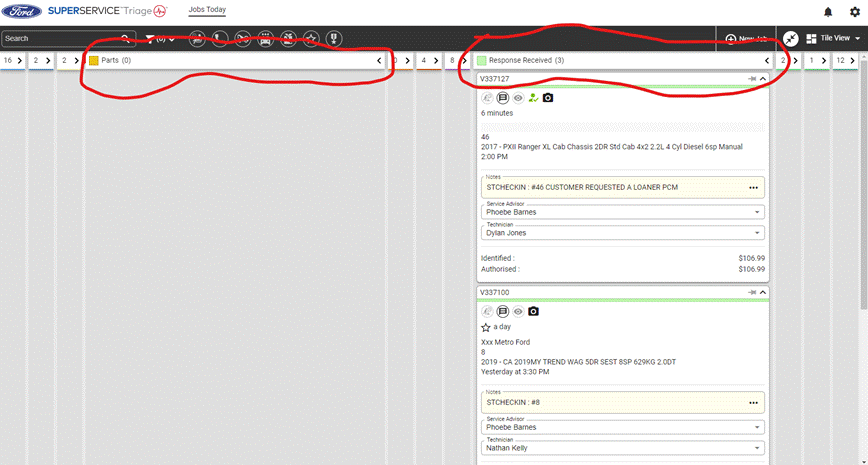 Ford SUPERSERVICE Triage Jobs Today
Search (0) New Job Tile View
16 2 2 Parts (0) 0 4 8 Response Received (3) 2 1 12
V337127
6 minutes
46
2017 - PXII Ranger XL Cab Chassis 2DR Std Cab 4x2 2.2L 4 Cyl Diesel 6sp Manual
2:00 PM
Notes
STCHECKIN : #46 CUSTOMER REQUESTED A LOANER PCM
Service Advisor
Phoebe Barnes
Technician
Dylan Jones
Identified : $106.99
Authorised : $106.99
V337100
a day
Xxx Metro Ford
8
2019 - CA 2019MY TREND WAG 5DR SEST 8SP 629KG 2.0DT
Yesterday at 3:30 PM
Notes
STCHECKIN : #8
Service Advisor
Phoebe Barnes
Technician
Nathan Kelly